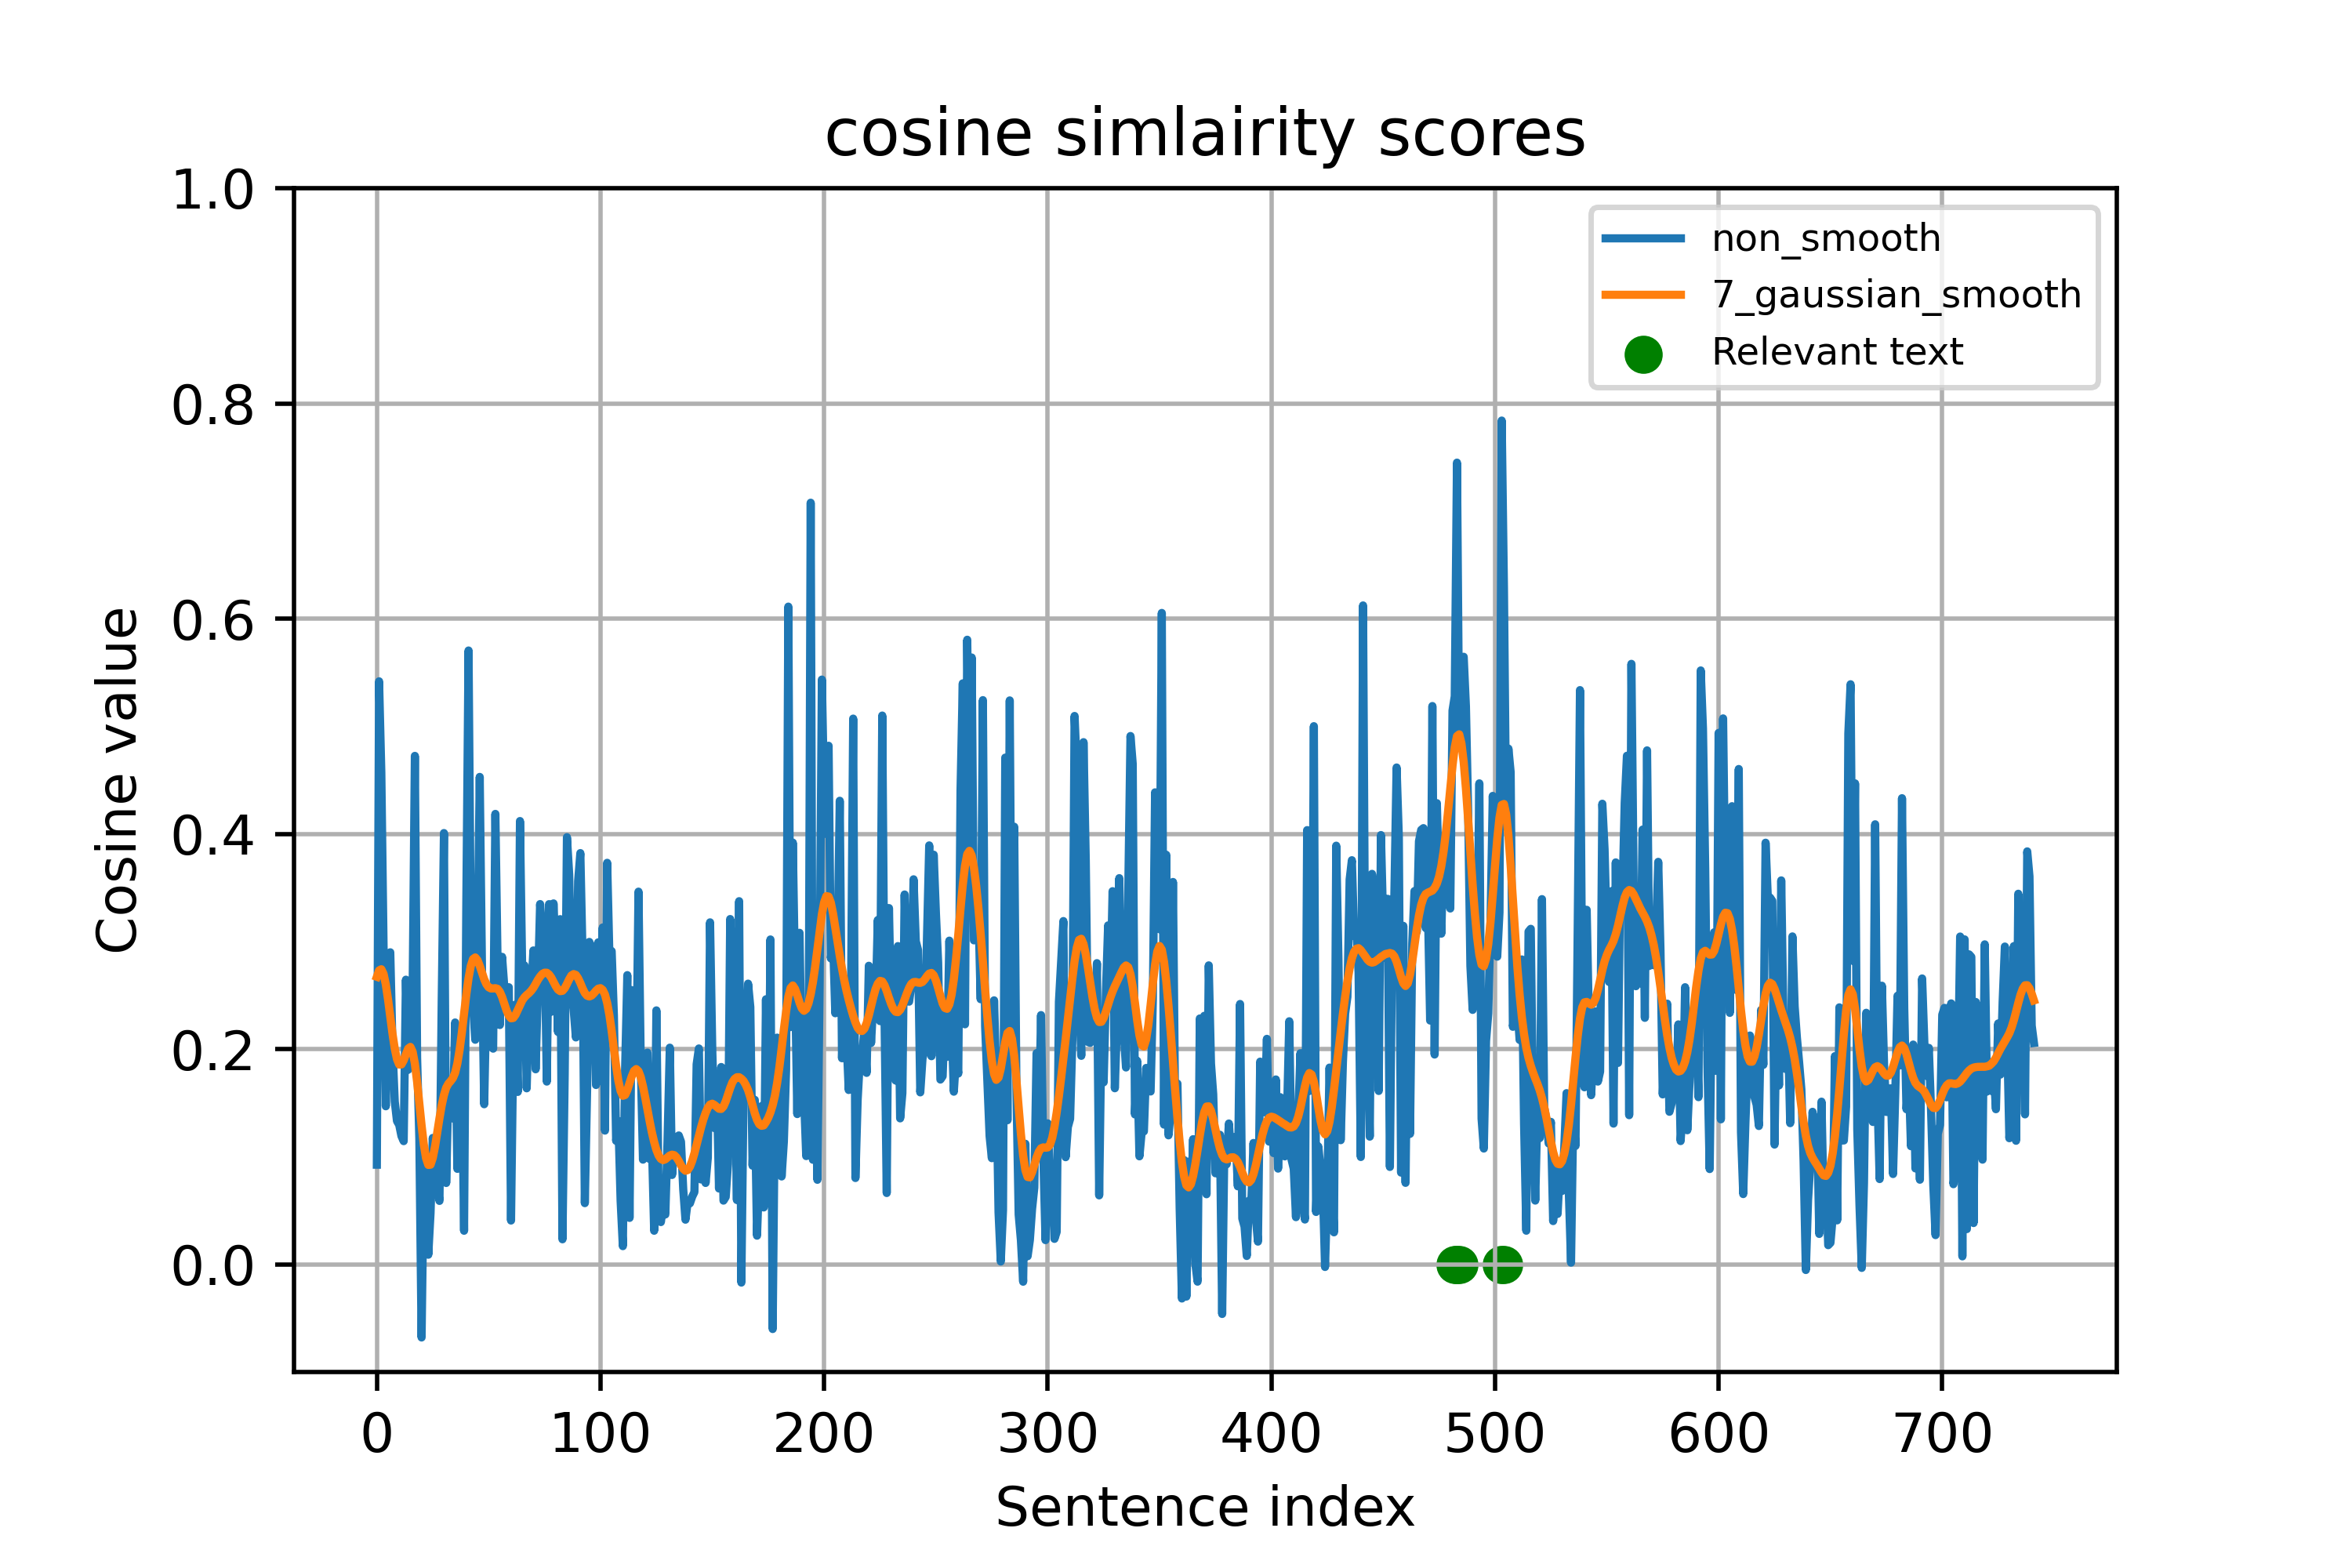 cosine simlairity scores
1.0
0.8
0.6
0.4
0.2
0.0
Cosine value
non_smooth
7_gaussian_smooth
Relevant text
0 100 200 300 400 500 600 700
Sentence index